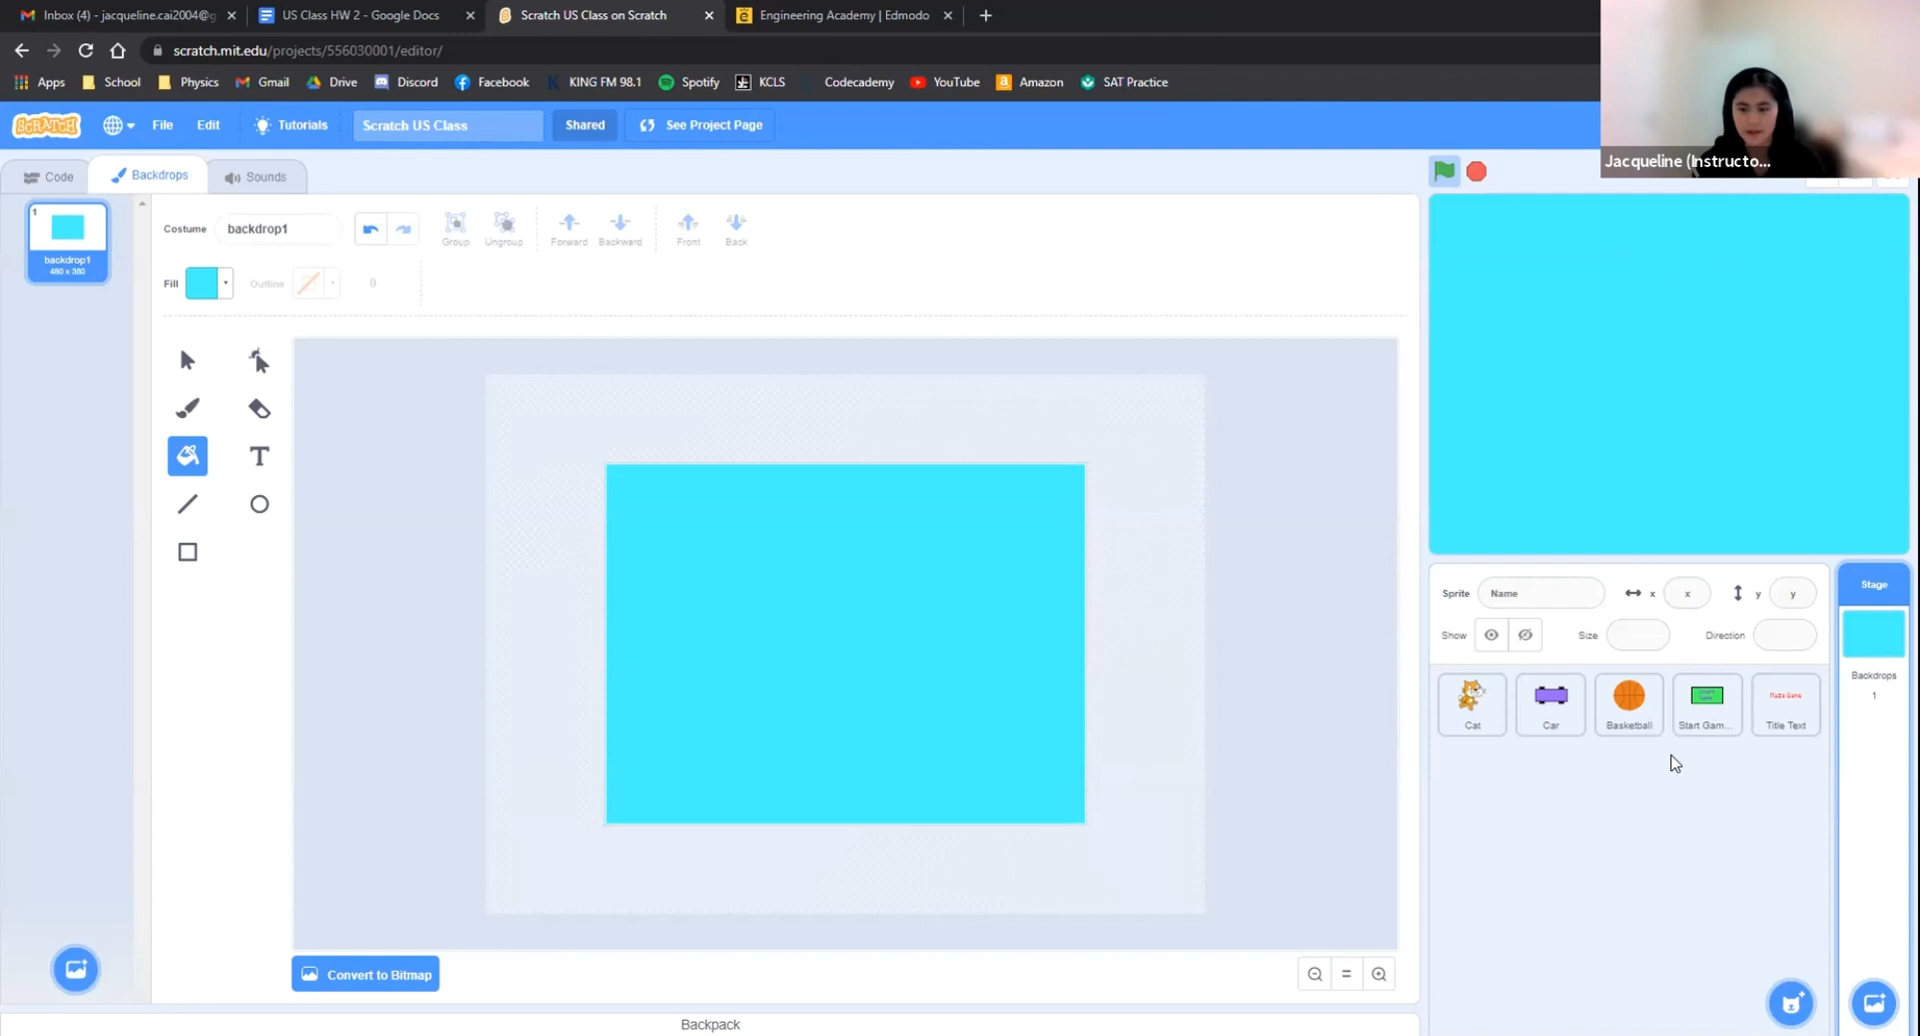 Inbox (4) - jacqueline.cai2004@g
US Class HW 2 - Google Docs
Scratch US Class on Scratch
Engineering Academy | Edmodo
scratch.mit.edu/projects/556030001/editor/
Apps
School
Physics
Gmail
Drive
Discord
Facebook
KING FM 98.1
Spotify
KCLS
Codecademy
YouTube
Amazon
SAT Practice
SCRATCH
File
Edit
Tutorials
Scratch US Class
Shared
See Project Page
Jacqueline (Instructo...
Code
Backdrops
Sounds
1
backdrop1
480 x 360
Costume
backdrop1
Group
Ungroup
Forward
Backward
Front
Back
Fill
Outline
0
T
Convert to Bitmap
Backpack
Sprite
Name
x
x
y
y
Show
Size
Direction
Stage
Backdrops
1
Cat
Car
Basketball
Start Gam...
Title Text